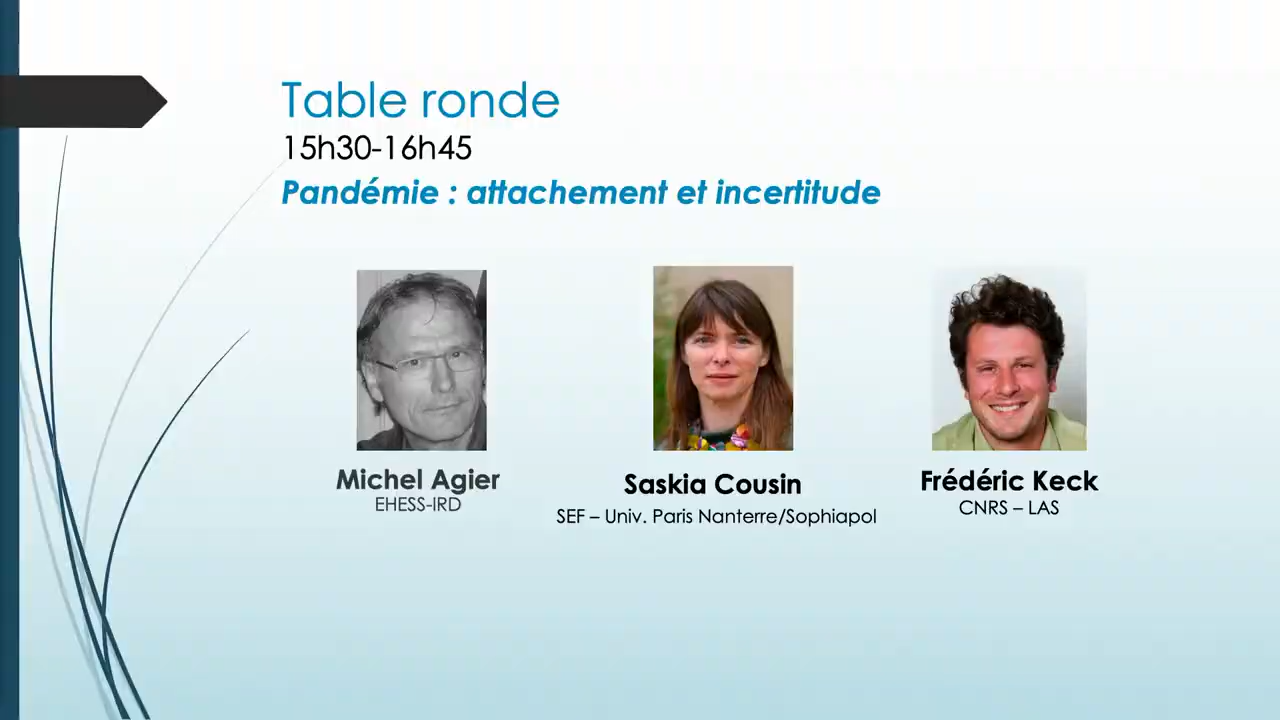 Table ronde
15h30-16h45
Pandémie : attachement et incertitude
Michel Agier
EHESS-IRD
Saskia Cousin
SEF – Univ. Paris Nanterre/Sophiapol
Frédéric Keck
CNRS – LAS